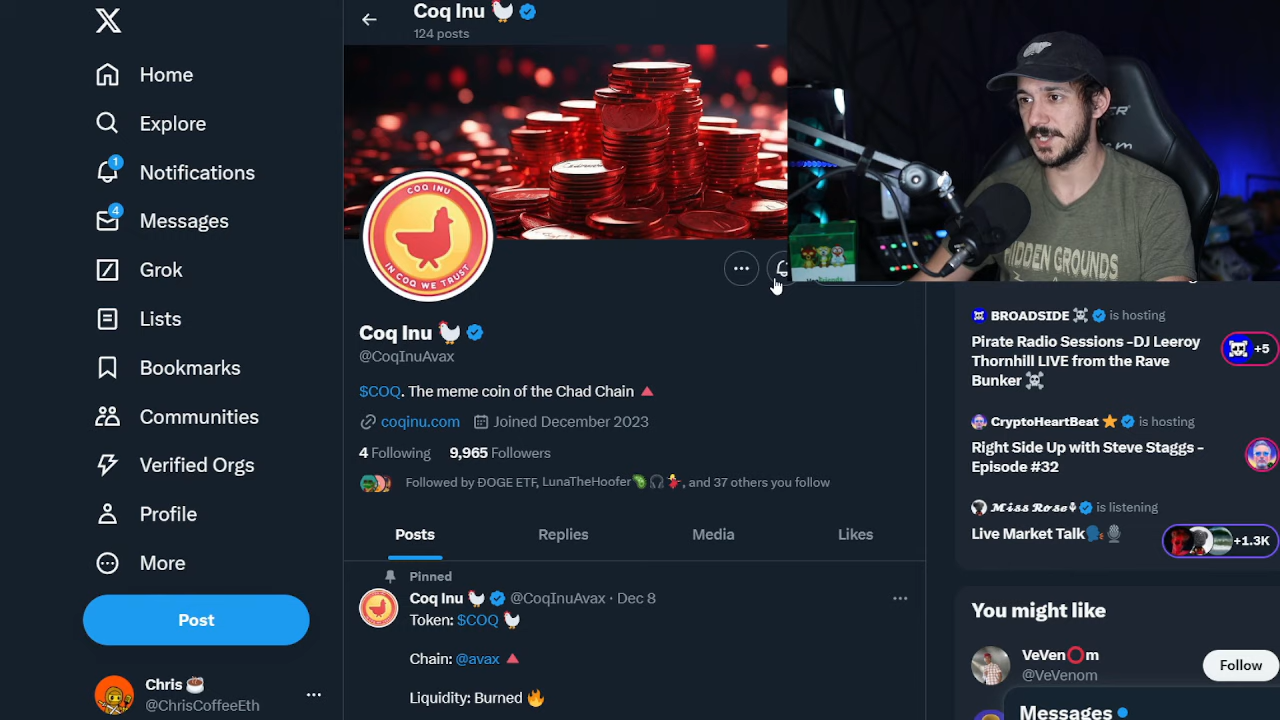 Coq Inu 🐓
124 posts
Home
Explore
1
Notifications
4
Messages
Grok
Lists
Bookmarks
Communities
Verified Orgs
Profile
More
Post
Chris ☕
@ChrisCoffeeEth
COQ INU
IN COQ WE TRUST
Coq Inu 🐓
@CoqInuAvax
$COQ. The meme coin of the Chad Chain 🔺
coqinu.com Joined December 2023
4 Following 9,965 Followers
Followed by ÐOGE ETF, LunaTheHoofer, and 37 others you follow
Posts Replies Media Likes
Pinned
Coq Inu 🐓 @CoqInuAvax · Dec 8
Token: $COQ 🐓
Chain: @avax 🔺
Liquidity: Burned 🔥
HIDDEN GROUNDS
BROADSIDE ☠️ is hosting
Pirate Radio Sessions -DJ Leeroy
Thornhill LIVE from the Rave
Bunker ☠️
+5
CryptoHeartBeat ⭐ is hosting
Right Side Up with Steve Staggs -
Episode #32
𝓜𝓲𝓼𝓼 𝓡𝓸𝓼𝓮🎙 is listening
Live Market Talk🗣️🎙️
+1.3K
You might like
VeVen⭕m
@VeVenom
Follow
Messages